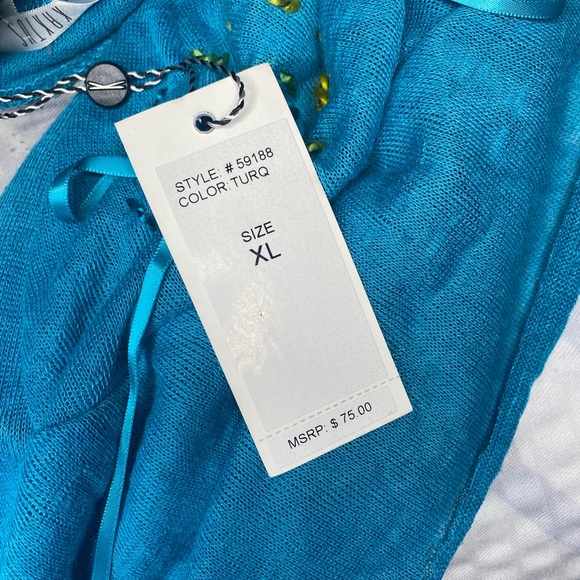 STYLE: # 59188
COLOR: TURQ
SIZE
XL
MSRP: $ 75.00